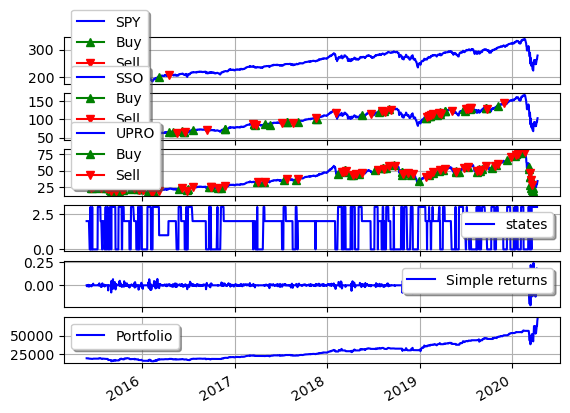 SPY
Buy
Sell
300
200
SSO
Buy
Sell
150
100
50
UPRO
Buy
Sell
75
50
25
2.5
0.0
states
0.25
0.00
Simple returns
50000
25000
Portfolio
2016
2017
2018
2019
2020